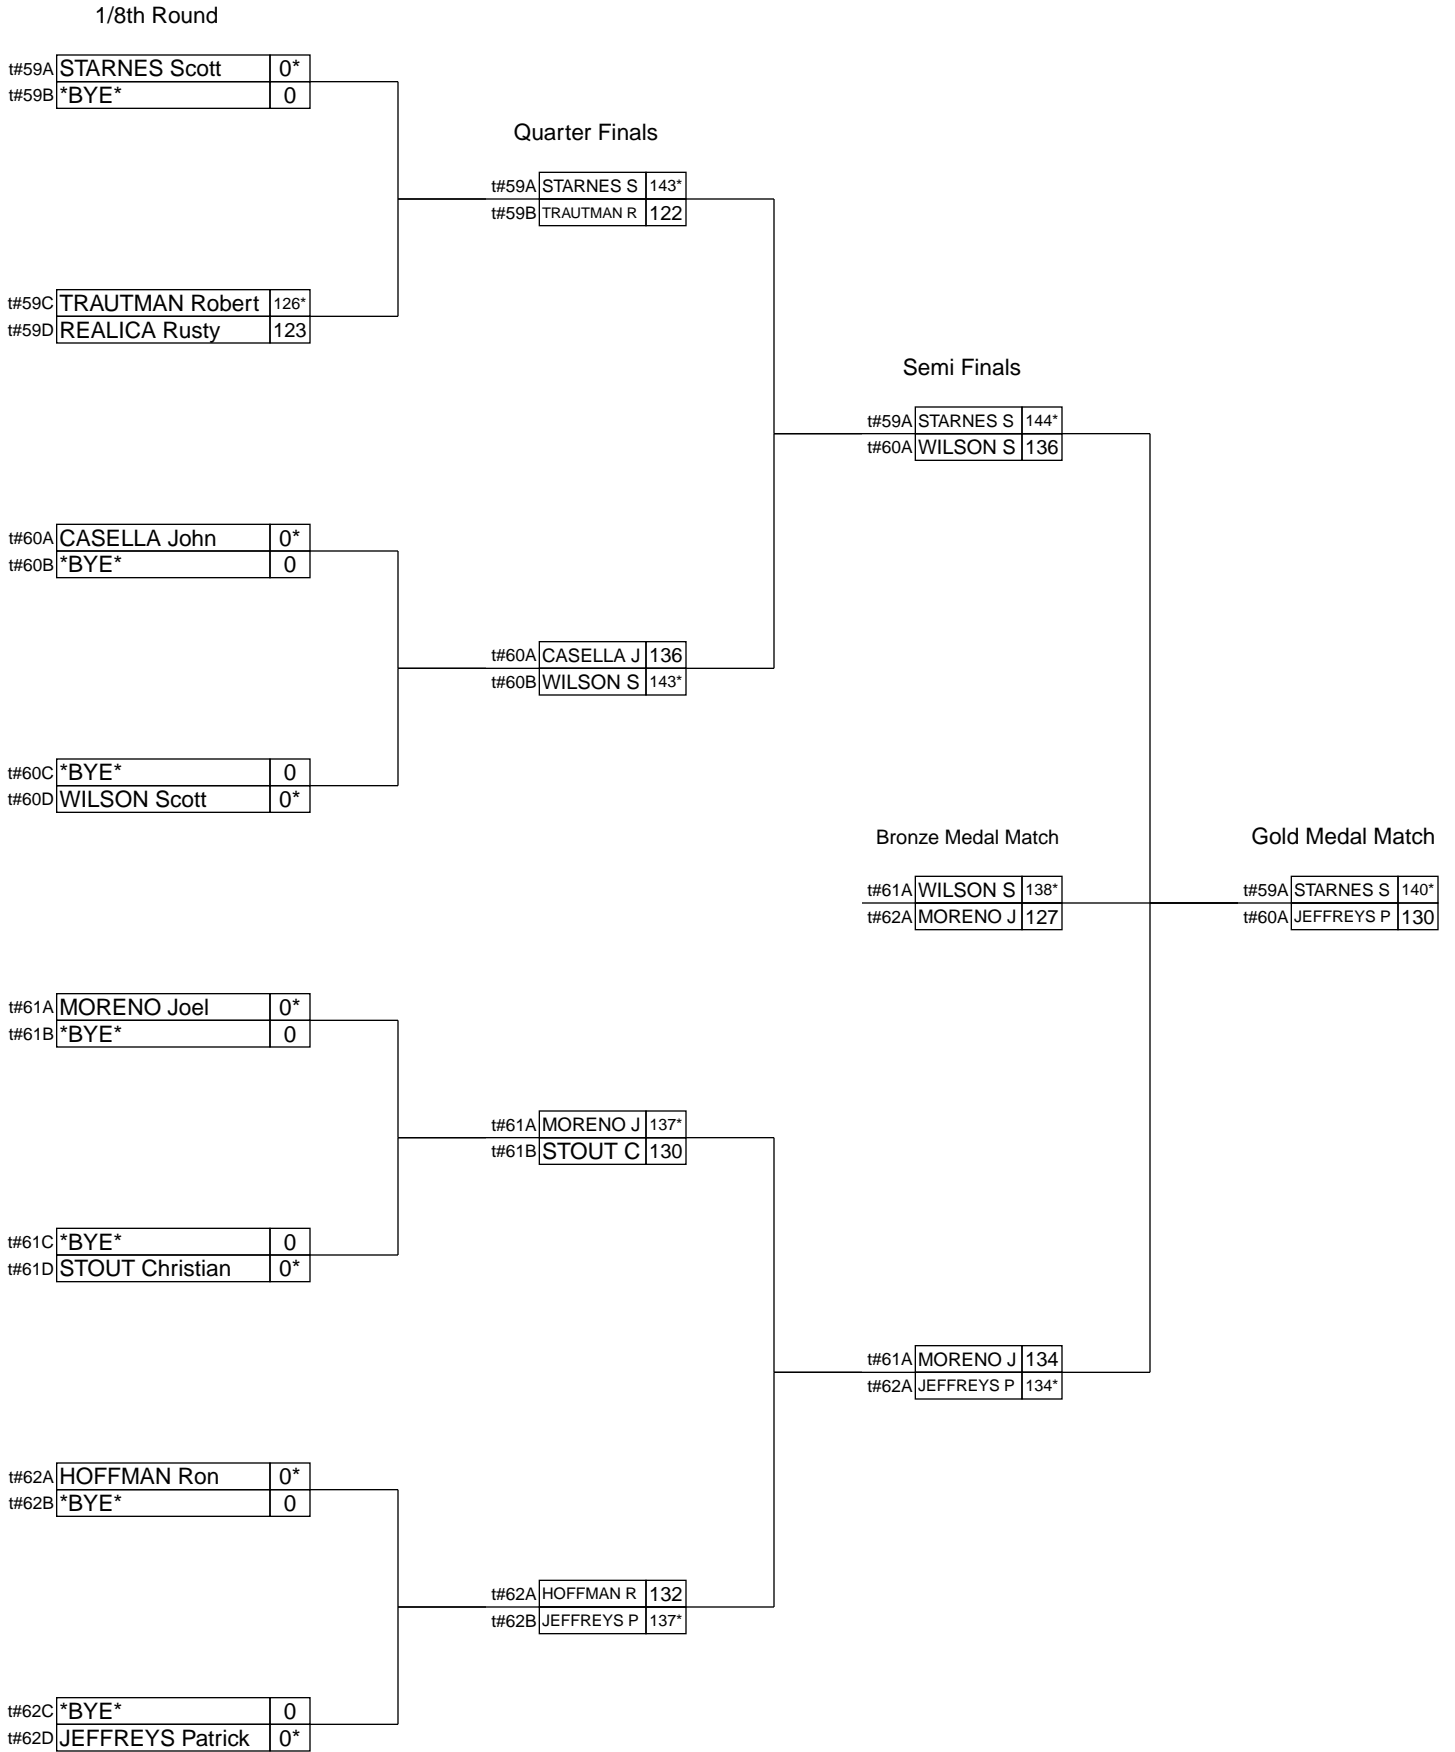 1/8th Round
t#59A STARNES Scott 0*
t#59B *BYE* 0
Quarter Finals
t#59A STARNES S 143*
t#59B TRAUTMAN R 122
t#59C TRAUTMAN Robert 126*
t#59D REALICA Rusty 123
Semi Finals
t#59A STARNES S 144*
t#60A WILSON S 136
t#60A CASELLA John 0*
t#60B *BYE* 0
t#60A CASELLA J 136
t#60B WILSON S 143*
t#60C *BYE* 0
t#60D WILSON Scott 0*
Bronze Medal Match
t#61A WILSON S 138*
t#62A MORENO J 127
Gold Medal Match
t#59A STARNES S 140*
t#60A JEFFREYS P 130
t#61A MORENO Joel 0*
t#61B *BYE* 0
t#61A MORENO J 137*
t#61B STOUT C 130
t#61C *BYE* 0
t#61D STOUT Christian 0*
t#61A MORENO J 134
t#62A JEFFREYS P 134*
t#62A HOFFMAN Ron 0*
t#62B *BYE* 0
t#62A HOFFMAN R 132
t#62B JEFFREYS P 137*
t#62C *BYE* 0
t#62D JEFFREYS Patrick 0*